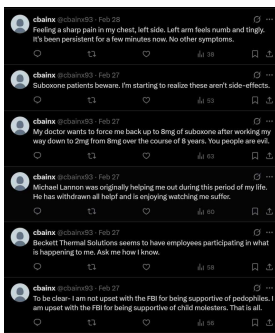 cbainx @cbainx93 · Feb 28
Feeling a sharp pain in my chest, left side. Left arm feels numb and tingly.
It's been persistent for a few minutes now. No other symptoms.
38
cbainx @cbainx93 · Feb 27
Suboxone patients beware. I'm starting to realize these aren't side-effects.
53
cbainx @cbainx93 · Feb 27
My doctor wants to force me back up to 8mg of suboxone after working my
way down to 2mg from 8mg over the course of 8 years. You people are evil.
63
cbainx @cbainx93 · Feb 27
Michael Lannon was originally helping me out during this period of my life.
He has withdrawn all helpf and is enjoying watching me suffer.
60
cbainx @cbainx93 · Feb 27
Beckett Thermal Solutions seems to have employees participating in what
is happening to me. Ask me how I know.
58
cbainx @cbainx93 · Feb 27
To be clear- I am not upset with the FBI for being supportive of pedophiles. I
am upset with the FBI for being supportive of child molesters. That is all.
56